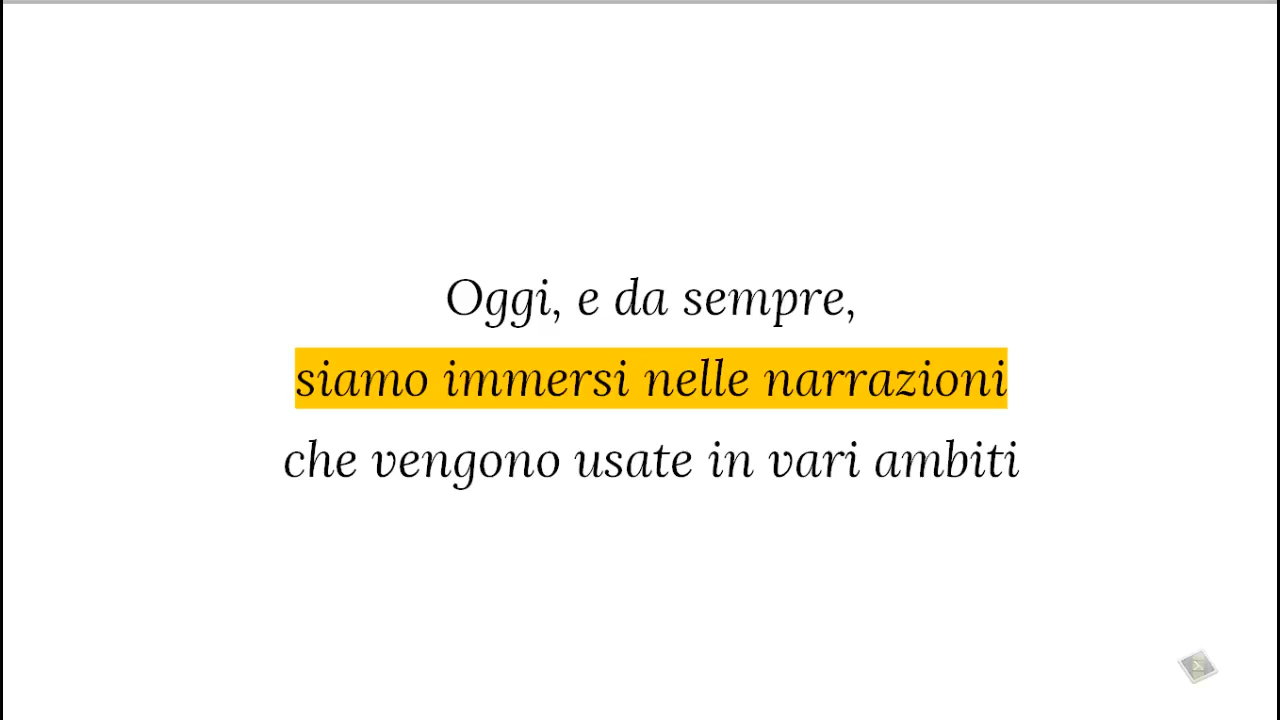 Oggi, e da sempre,
siamo immersi nelle narrazioni
che vengono usate in vari ambiti